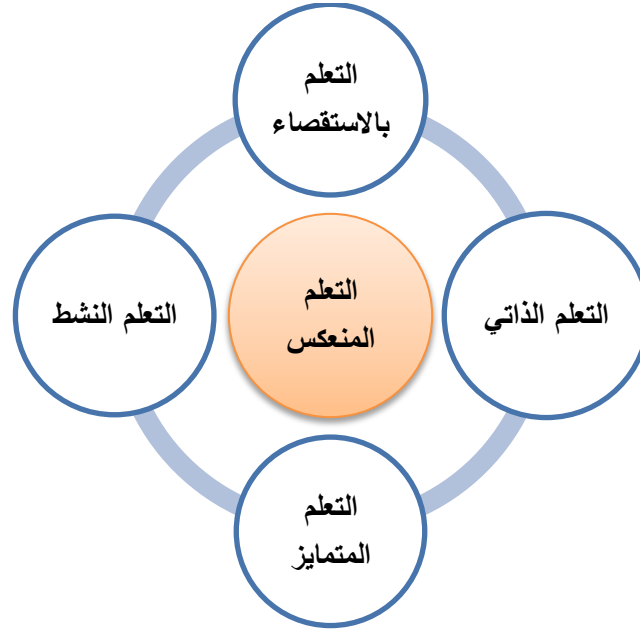 التعلم
بالاستقصاء
التعلم الذاتي
التعلم
المنعكس
التعلم النشط
التعلم
المتمايز